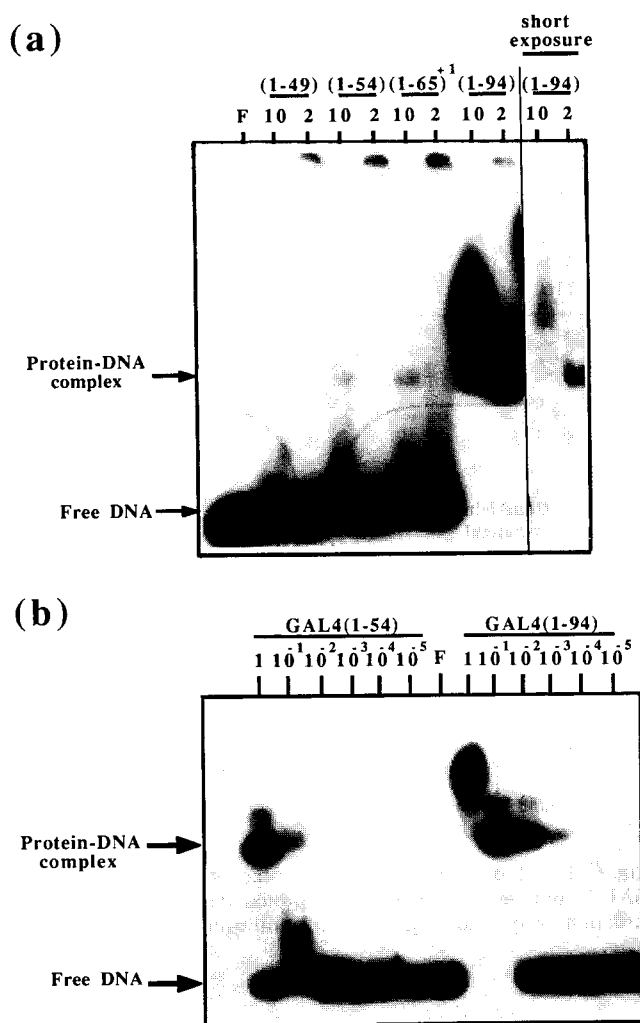 (a)
short
exposure
(1-49) (1-54) (1-65)+1 (1-94) (1-94)
F 10 2 10 2 10 2 10 2 10 2
Protein-DNA
complex
Free DNA
(b)
GAL4(1-54) GAL4(1-94)
1 10-1 10-2 10-3 10-4 10-5 F 1 10-1 10-2 10-3 10-4 10-5
Protein-DNA
complex
Free DNA